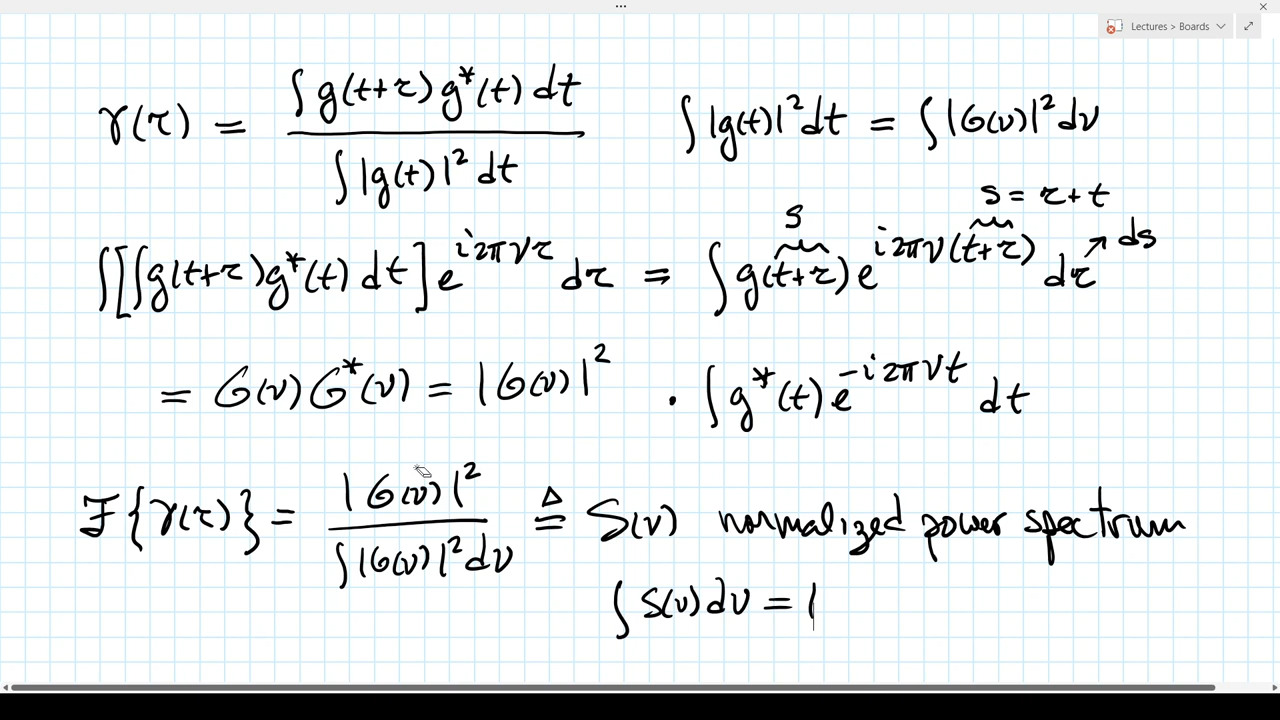 Lectures > Boards
γ(τ) = ∫ g(t+τ) g*(t) dt / ∫ |g(t)|² dt
∫ |g(t)|² dt = ∫ |G(ν)|² dν
s
s = τ + t
∫[∫g(t+τ)g*(t) dt] e^{i2πντ} dτ = ∫ g(t+τ) e^{i2πν(t+τ)} dτ ↗ ds
= G(ν) G*(ν) = |G(ν)|²
· ∫ g*(t) e^{-i2πνt} dt
ℱ{γ(τ)} = |G(ν)|² / ∫ |G(ν)|² dν ≜ S(ν) normalized power spectrum
∫ S(ν) dν = 1